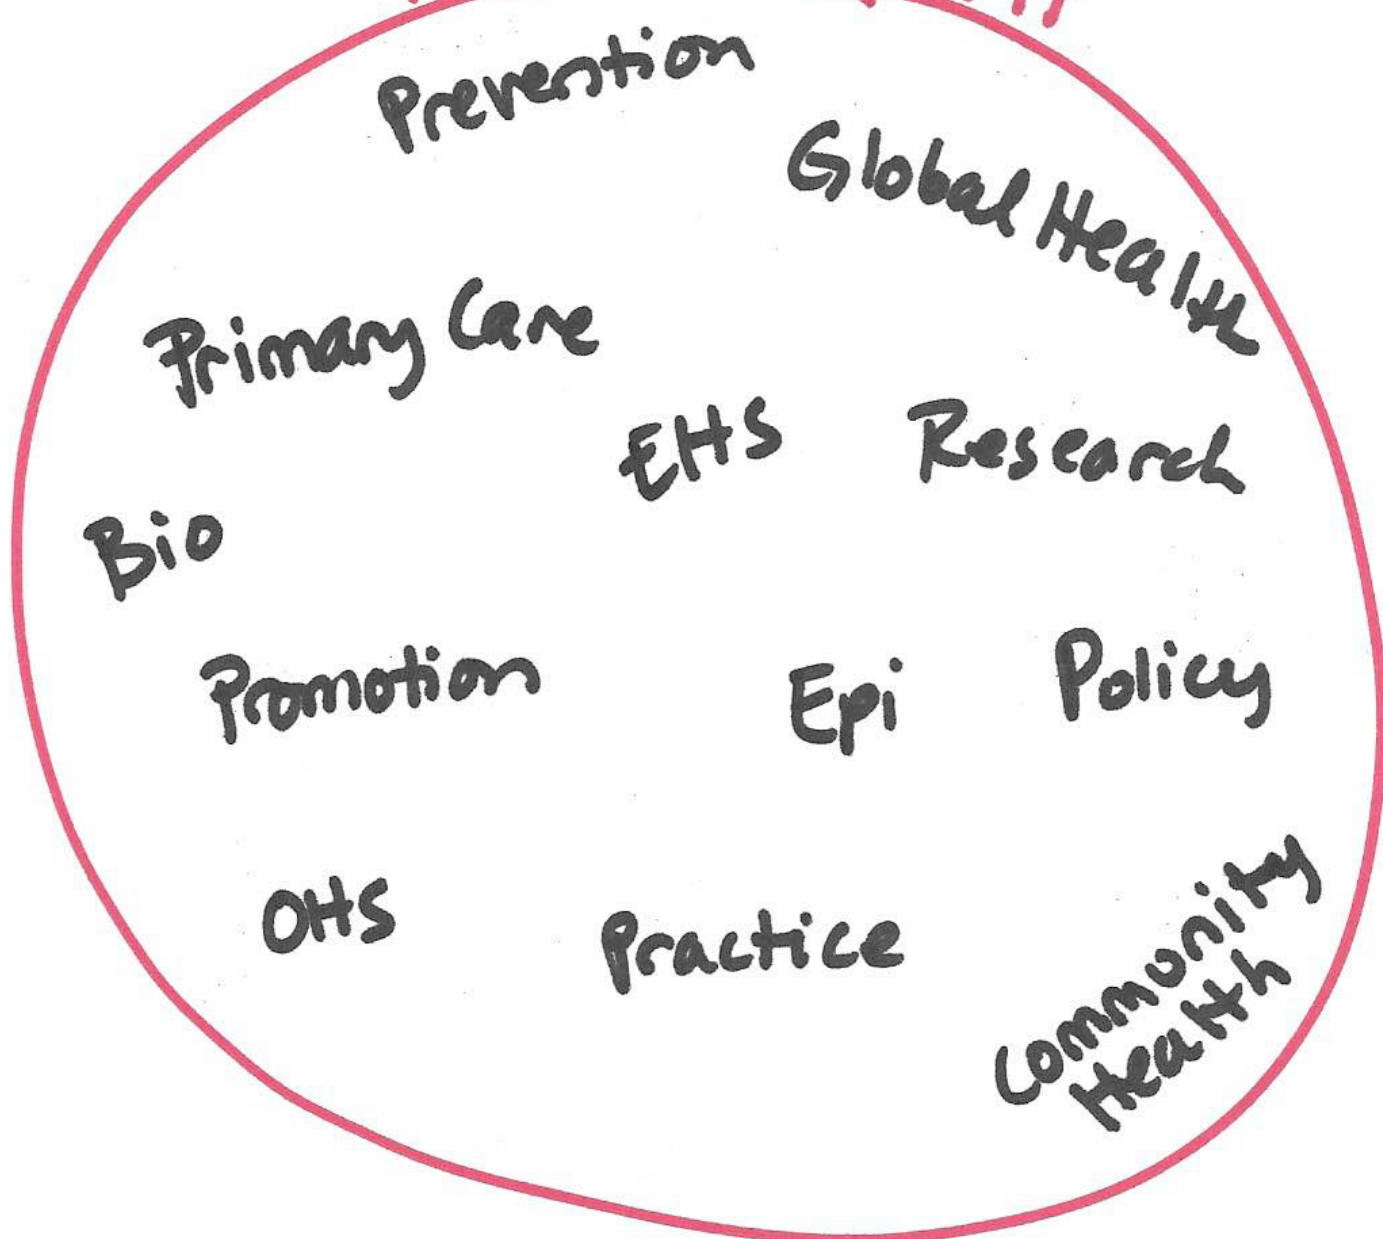 Prevention
Global Health
Primary Care
EHS
Research
Bio
Promotion
Epi
Policy
OHS
Practice
Community
Health